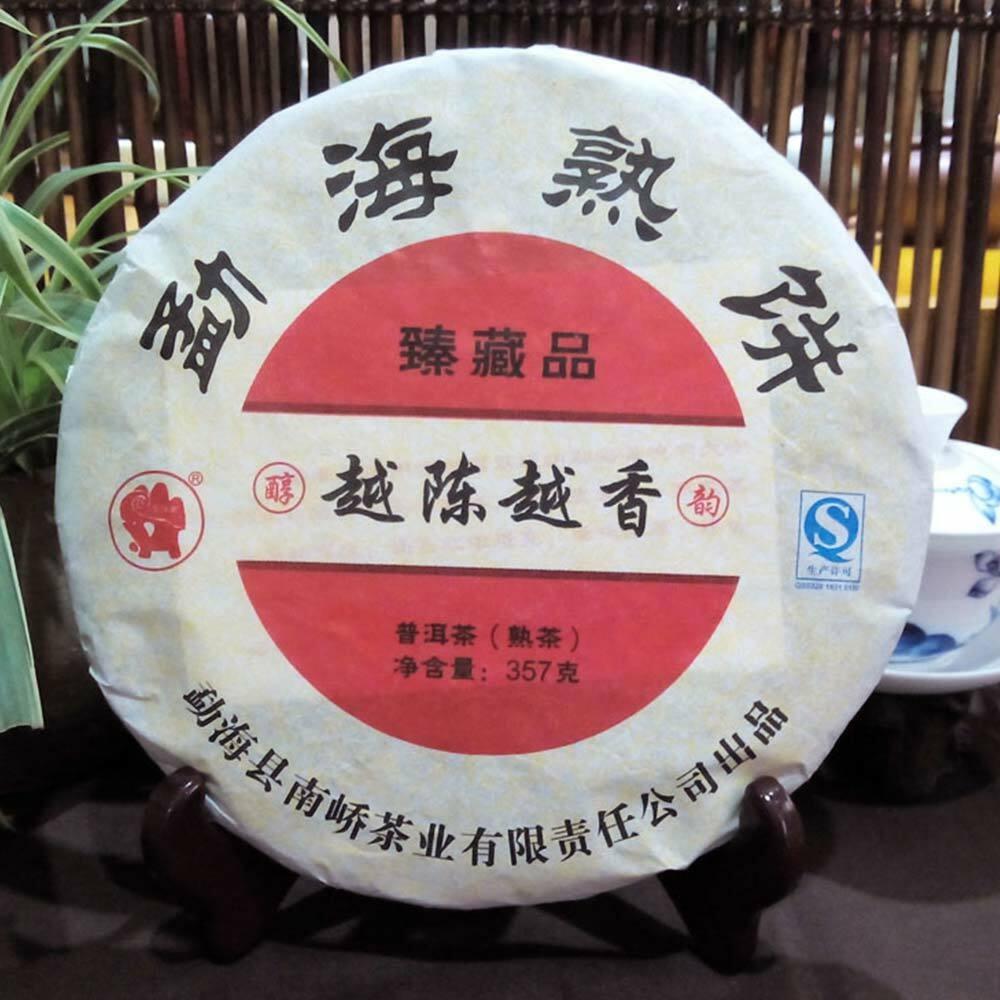 勐海熟饼
臻藏品
醇 越陈越香 韵
®
生产许可
普洱茶（熟茶）
净含量：357克
勐海县南峤茶业有限责任公司出品